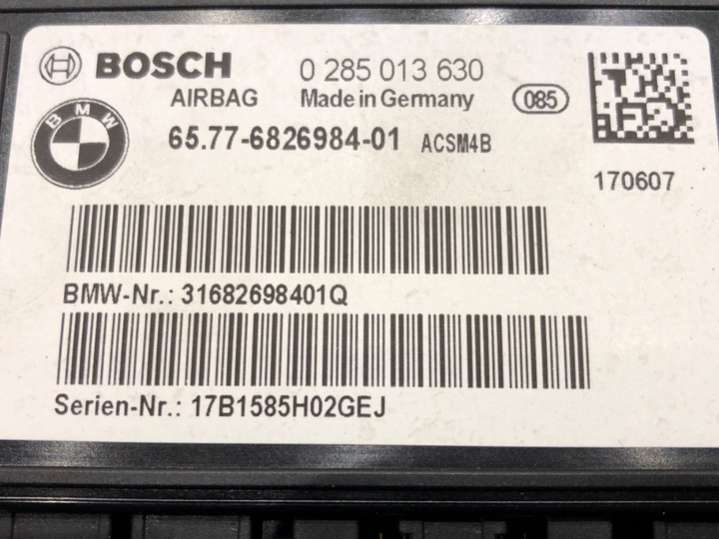 BOSCH 0 285 013 630
AIRBAG Made in Germany 085
BMW 65.77-6826984-01 ACSM4B
170607
BMW-Nr.: 31682698401Q
Serien-Nr.: 17B1585H02GEJ